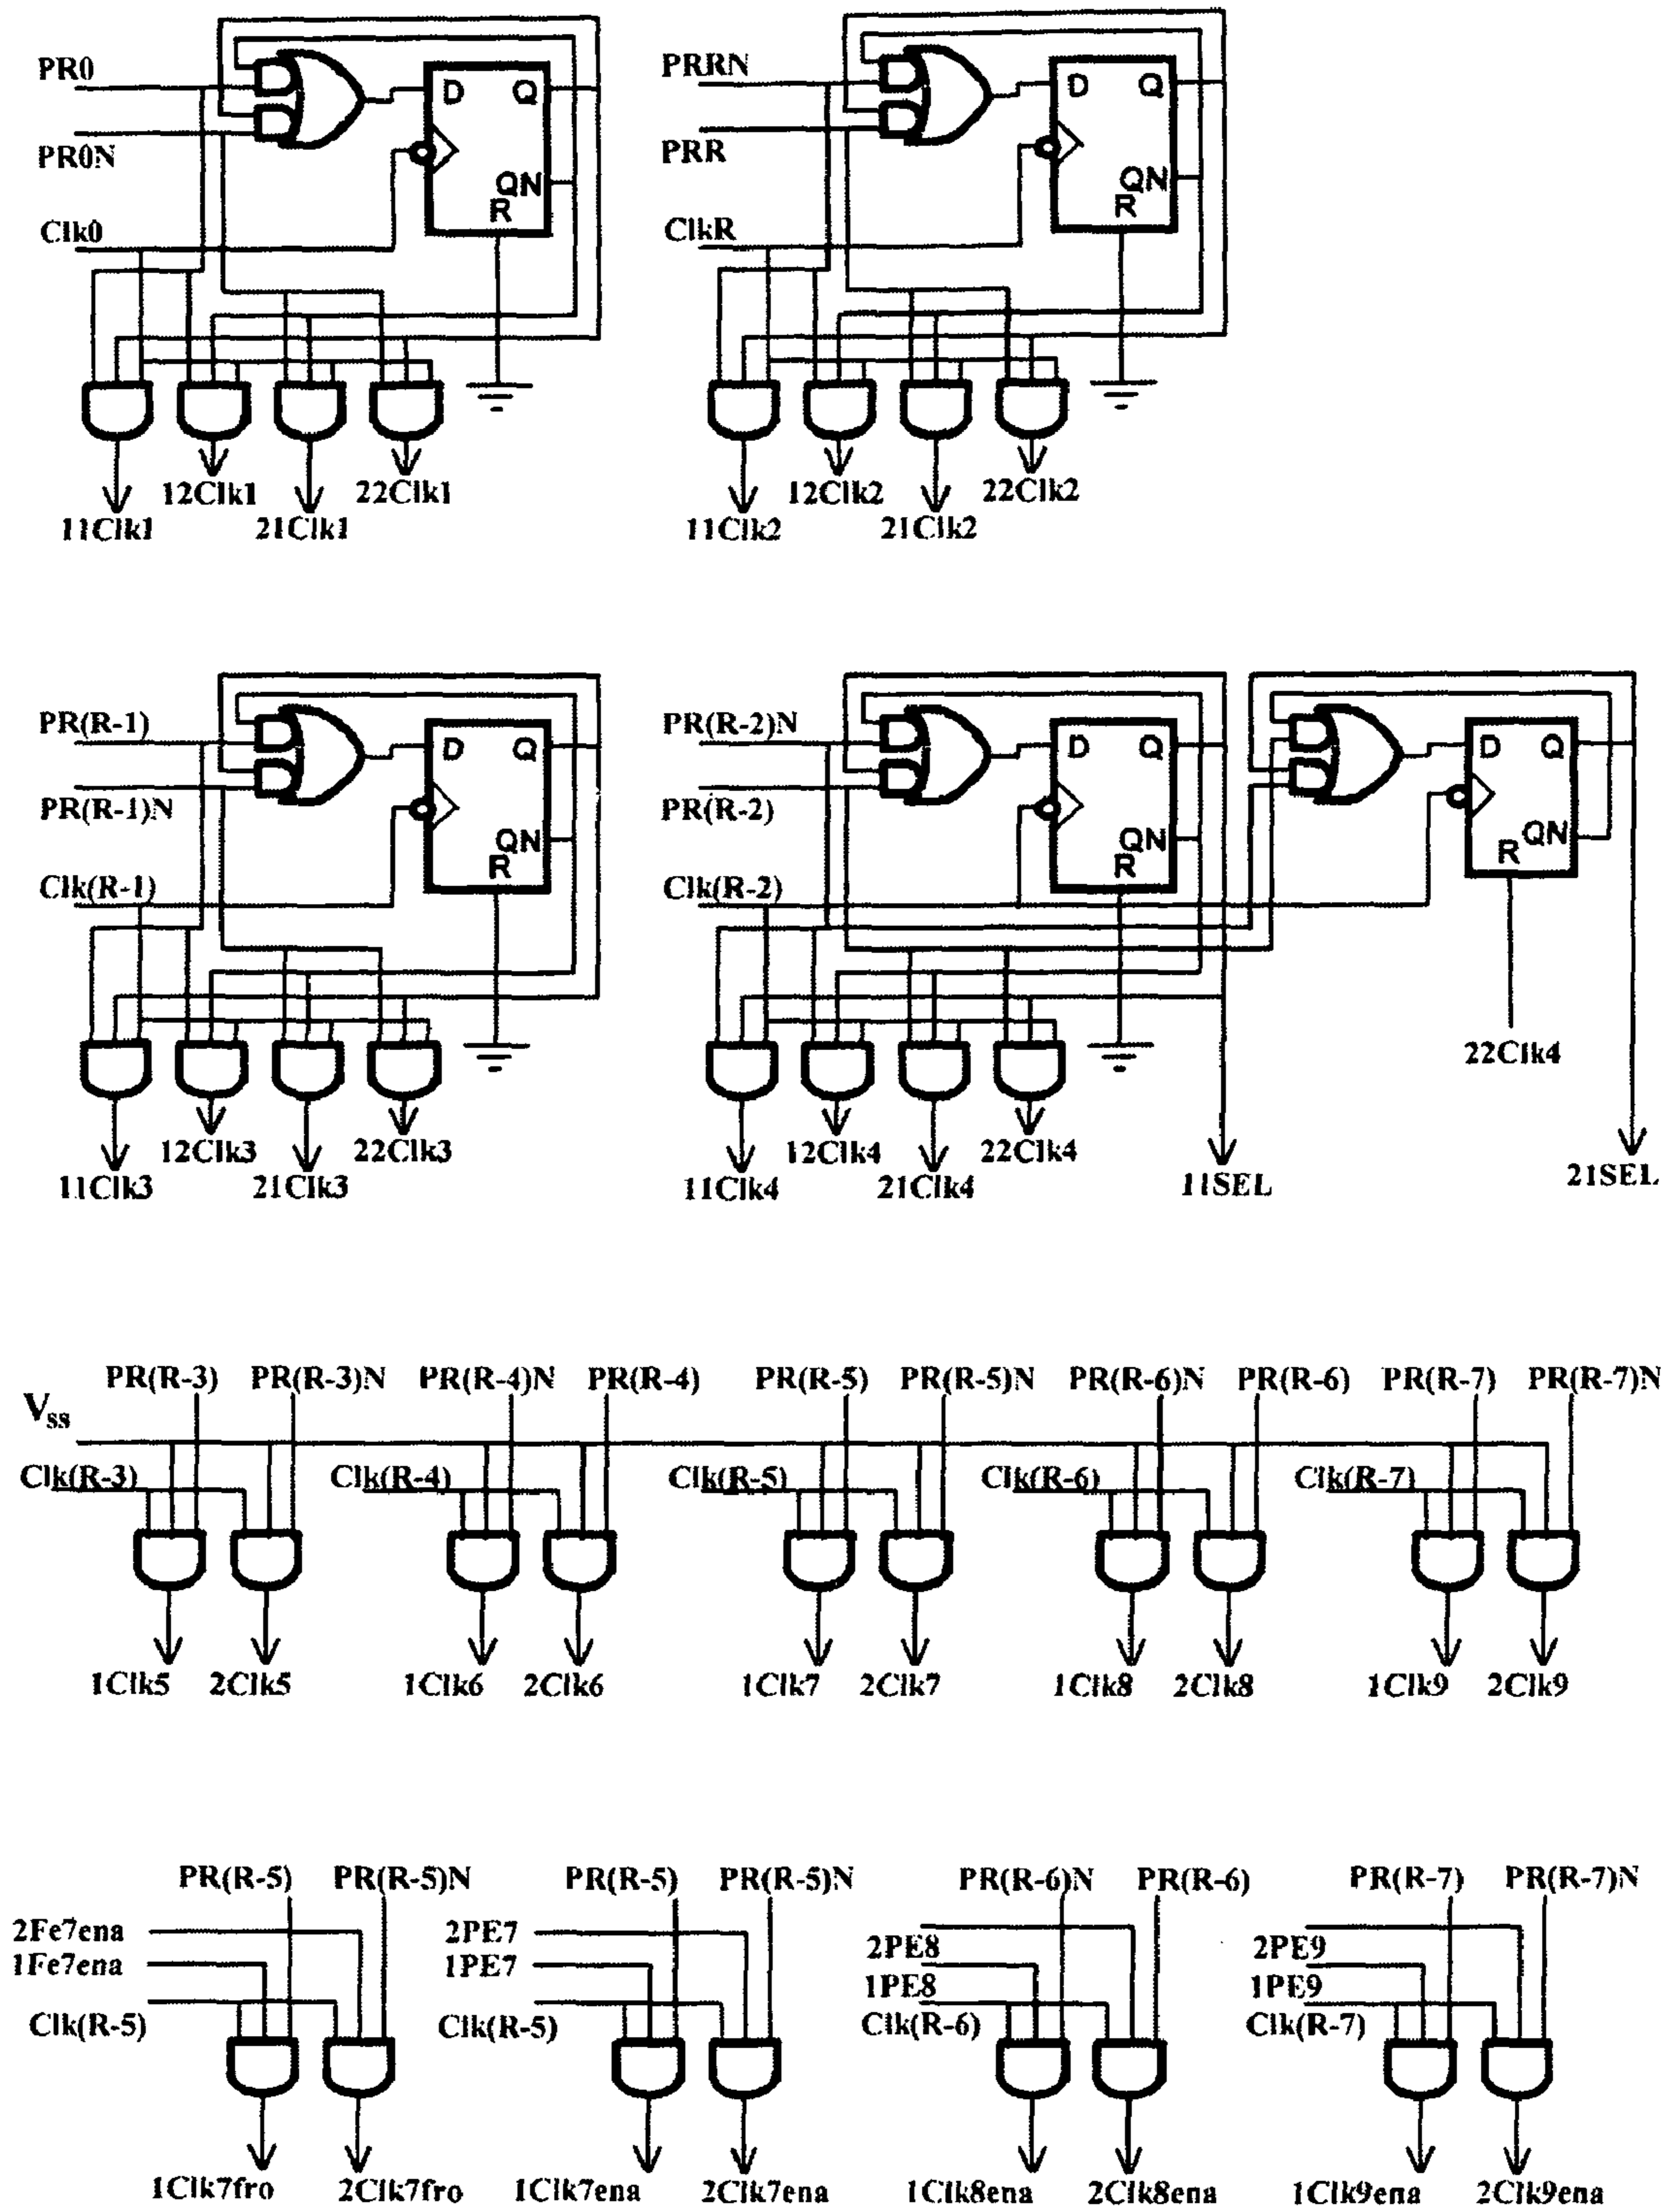 PR0
PR0N
Clk0
D Q
QN
R
11Clk1
12Clk1
21Clk1
22Clk1
PRRN
PRR
ClkR
D Q
QN
R
11Clk2
12Clk2
21Clk2
22Clk2
PR(R-1)
PR(R-1)N
Clk(R-1)
D Q
QN
R
11Clk3
12Clk3
21Clk3
22Clk3
PR(R-2)N
PR(R-2)
Clk(R-2)
D Q
QN
R
11Clk4
12Clk4
21Clk4
22Clk4
11SEL
D Q
QN
R
22Clk4
21SEL
Vss
PR(R-3) PR(R-3)N PR(R-4)N PR(R-4) PR(R-5) PR(R-5)N PR(R-6)N PR(R-6) PR(R-7) PR(R-7)N
Clk(R-3) Clk(R-4) Clk(R-5) Clk(R-6) Clk(R-7)
1Clk5 2Clk5 1Clk6 2Clk6 1Clk7 2Clk7 1Clk8 2Clk8 1Clk9 2Clk9
PR(R-5) PR(R-5)N PR(R-5) PR(R-5)N PR(R-6)N PR(R-6) PR(R-7) PR(R-7)N
2Fe7ena 2PE7 2PE8 2PE9
1Fe7ena 1PE7 1PE8 1PE9
Clk(R-5) Clk(R-5) Clk(R-6) Clk(R-7)
1Clk7fro 2Clk7fro 1Clk7ena 2Clk7ena 1Clk8ena 2Clk8ena 1Clk9ena 2Clk9ena